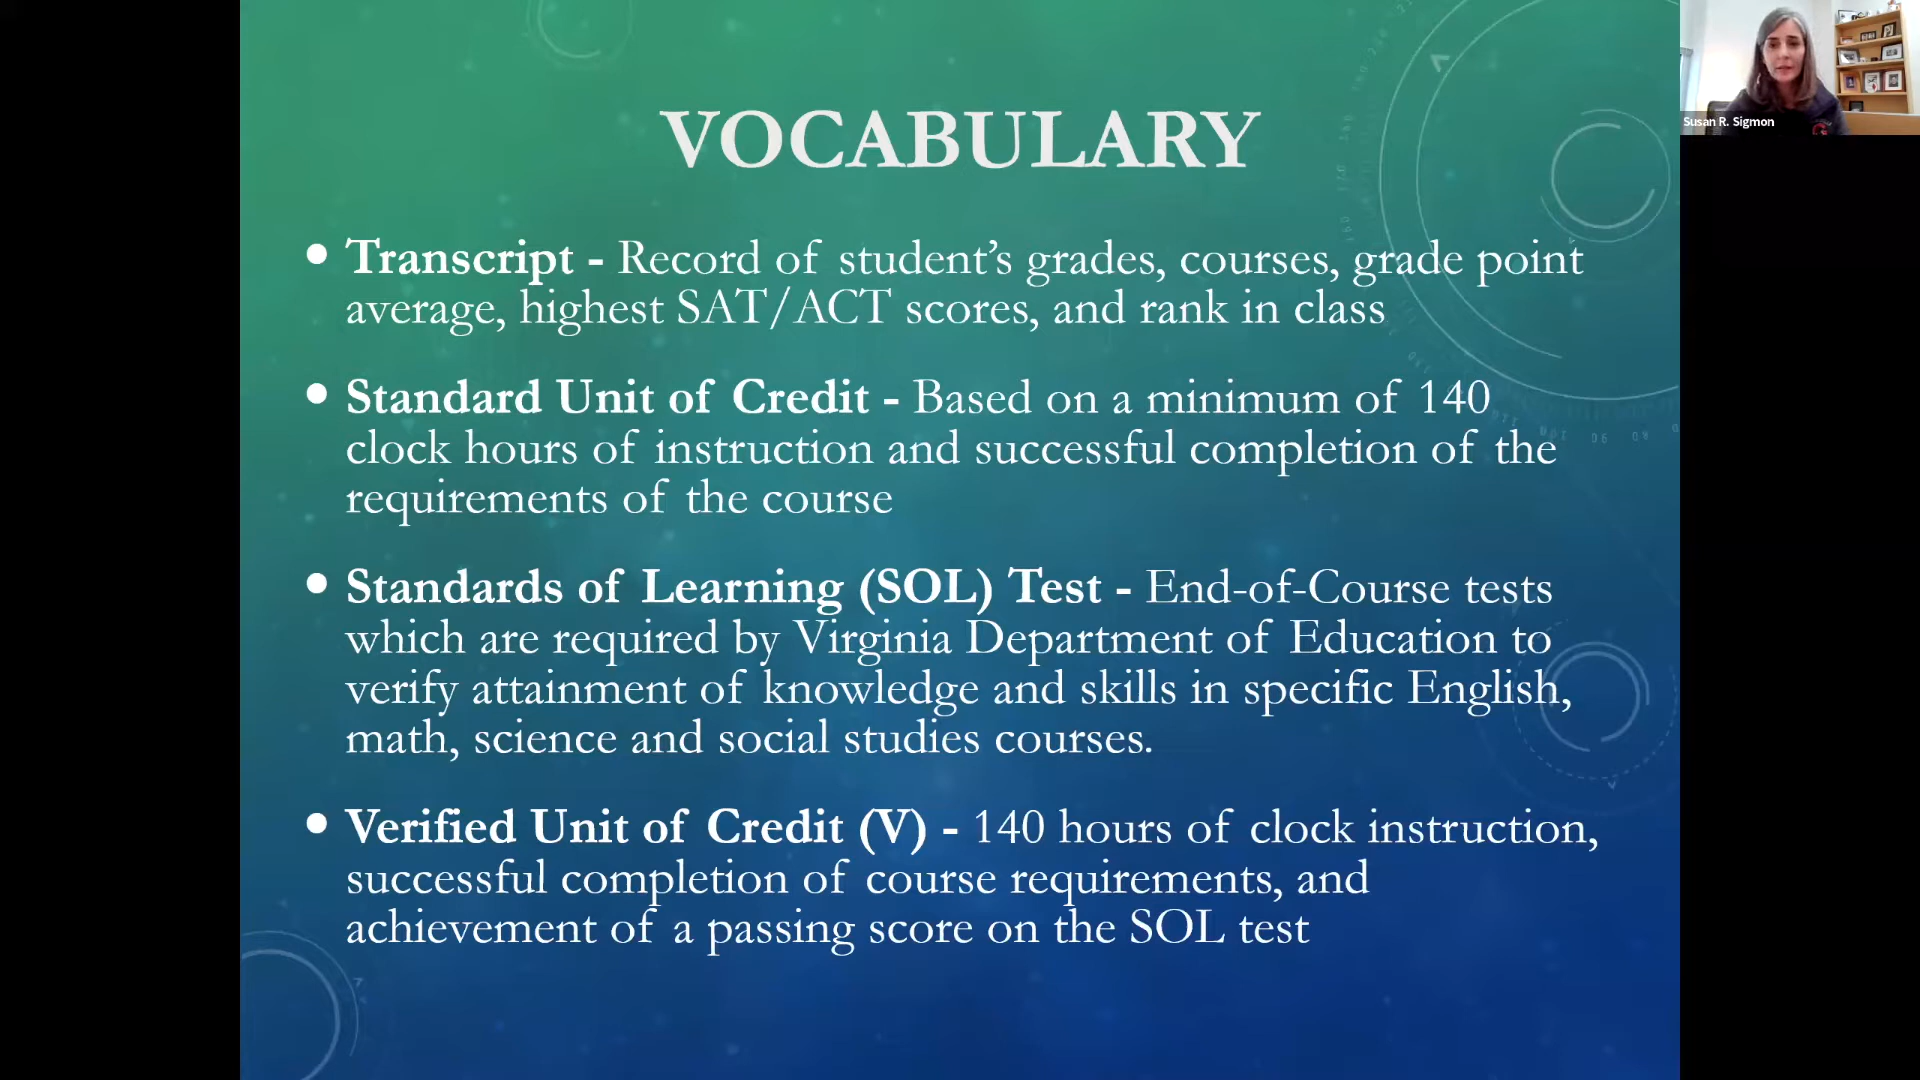 VOCABULARY
• Transcript - Record of student’s grades, courses, grade point
average, highest SAT/ACT scores, and rank in class
• Standard Unit of Credit - Based on a minimum of 140
clock hours of instruction and successful completion of the
requirements of the course
• Standards of Learning (SOL) Test - End-of-Course tests
which are required by Virginia Department of Education to
verify attainment of knowledge and skills in specific English,
math, science and social studies courses.
• Verified Unit of Credit (V) - 140 hours of clock instruction,
successful completion of course requirements, and
achievement of a passing score on the SOL test
Susan R. Sigmon